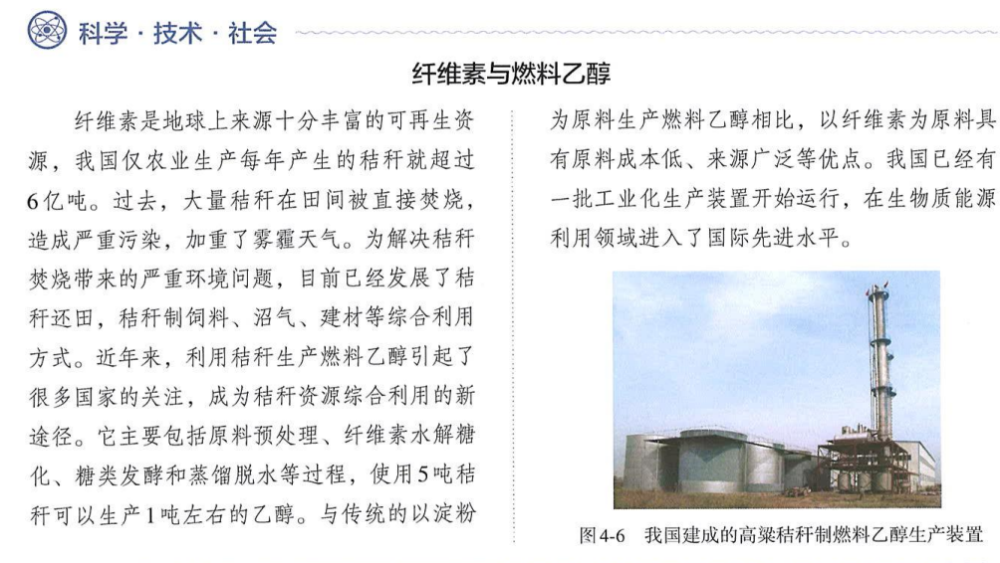 科学·技术·社会
纤维素与燃料乙醇
纤维素是地球上来源十分丰富的可再生资
源，我国仅农业生产每年产生的秸秆就超过
6亿吨。过去，大量秸秆在田间被直接焚烧，
造成严重污染，加重了雾霾天气。为解决秸秆
焚烧带来的严重环境问题，目前已经发展了秸
秆还田，秸秆制饲料、沼气、建材等综合利用
方式。近年来，利用秸秆生产燃料乙醇引起了
很多国家的关注，成为秸秆资源综合利用的新
途径。它主要包括原料预处理、纤维素水解糖
化、糖类发酵和蒸馏脱水等过程，使用5吨秸
秆可以生产1吨左右的乙醇。与传统的以淀粉
为原料生产燃料乙醇相比，以纤维素为原料具
有原料成本低、来源广泛等优点。我国已经有
一批工业化生产装置开始运行，在生物质能源
利用领域进入了国际先进水平。
图4-6 我国建成的高粱秸秆制燃料乙醇生产装置